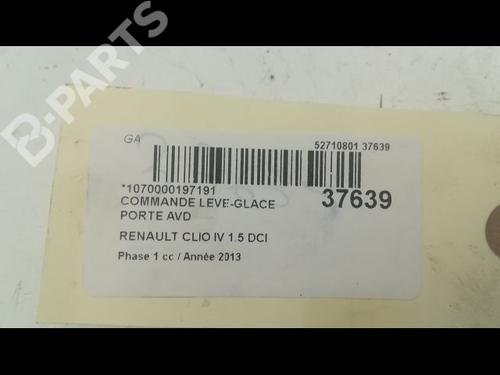 B-PARTS
GA
52710801 37639
*1070000197191
37639
COMMANDE LEVE-GLACE
PORTE AVD
RENAULT CLIO IV 1.5 DCI
Phase 1 cc / Année 2013